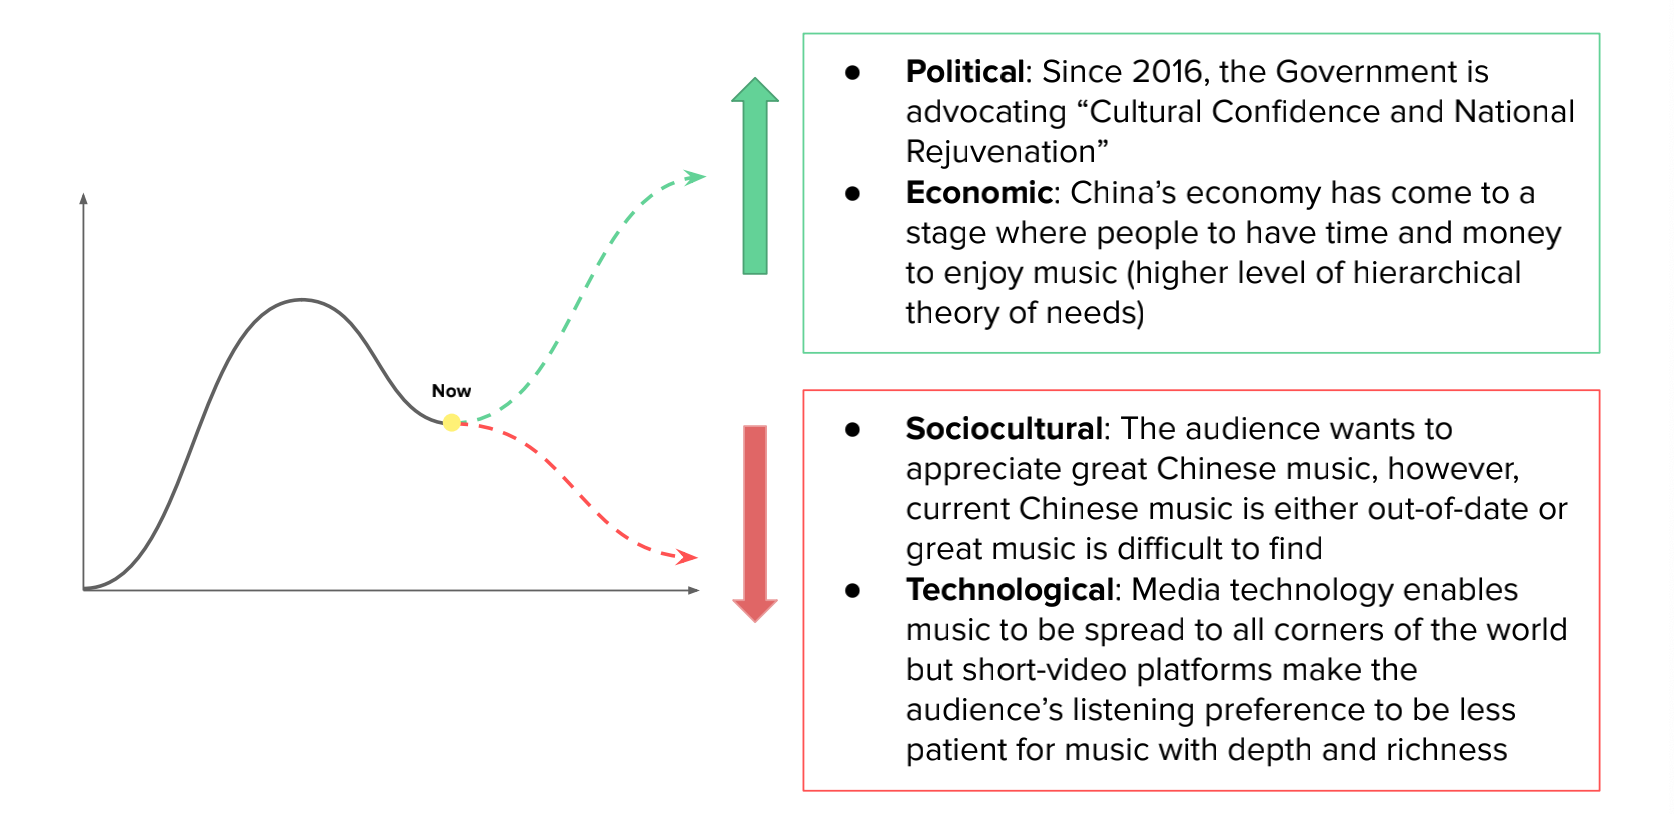 Now
● Political: Since 2016, the Government is
advocating “Cultural Confidence and National
Rejuvenation”
● Economic: China’s economy has come to a
stage where people to have time and money
to enjoy music (higher level of hierarchical
theory of needs)
● Sociocultural: The audience wants to
appreciate great Chinese music, however,
current Chinese music is either out-of-date or
great music is difficult to find
● Technological: Media technology enables
music to be spread to all corners of the world
but short-video platforms make the
audience’s listening preference to be less
patient for music with depth and richness